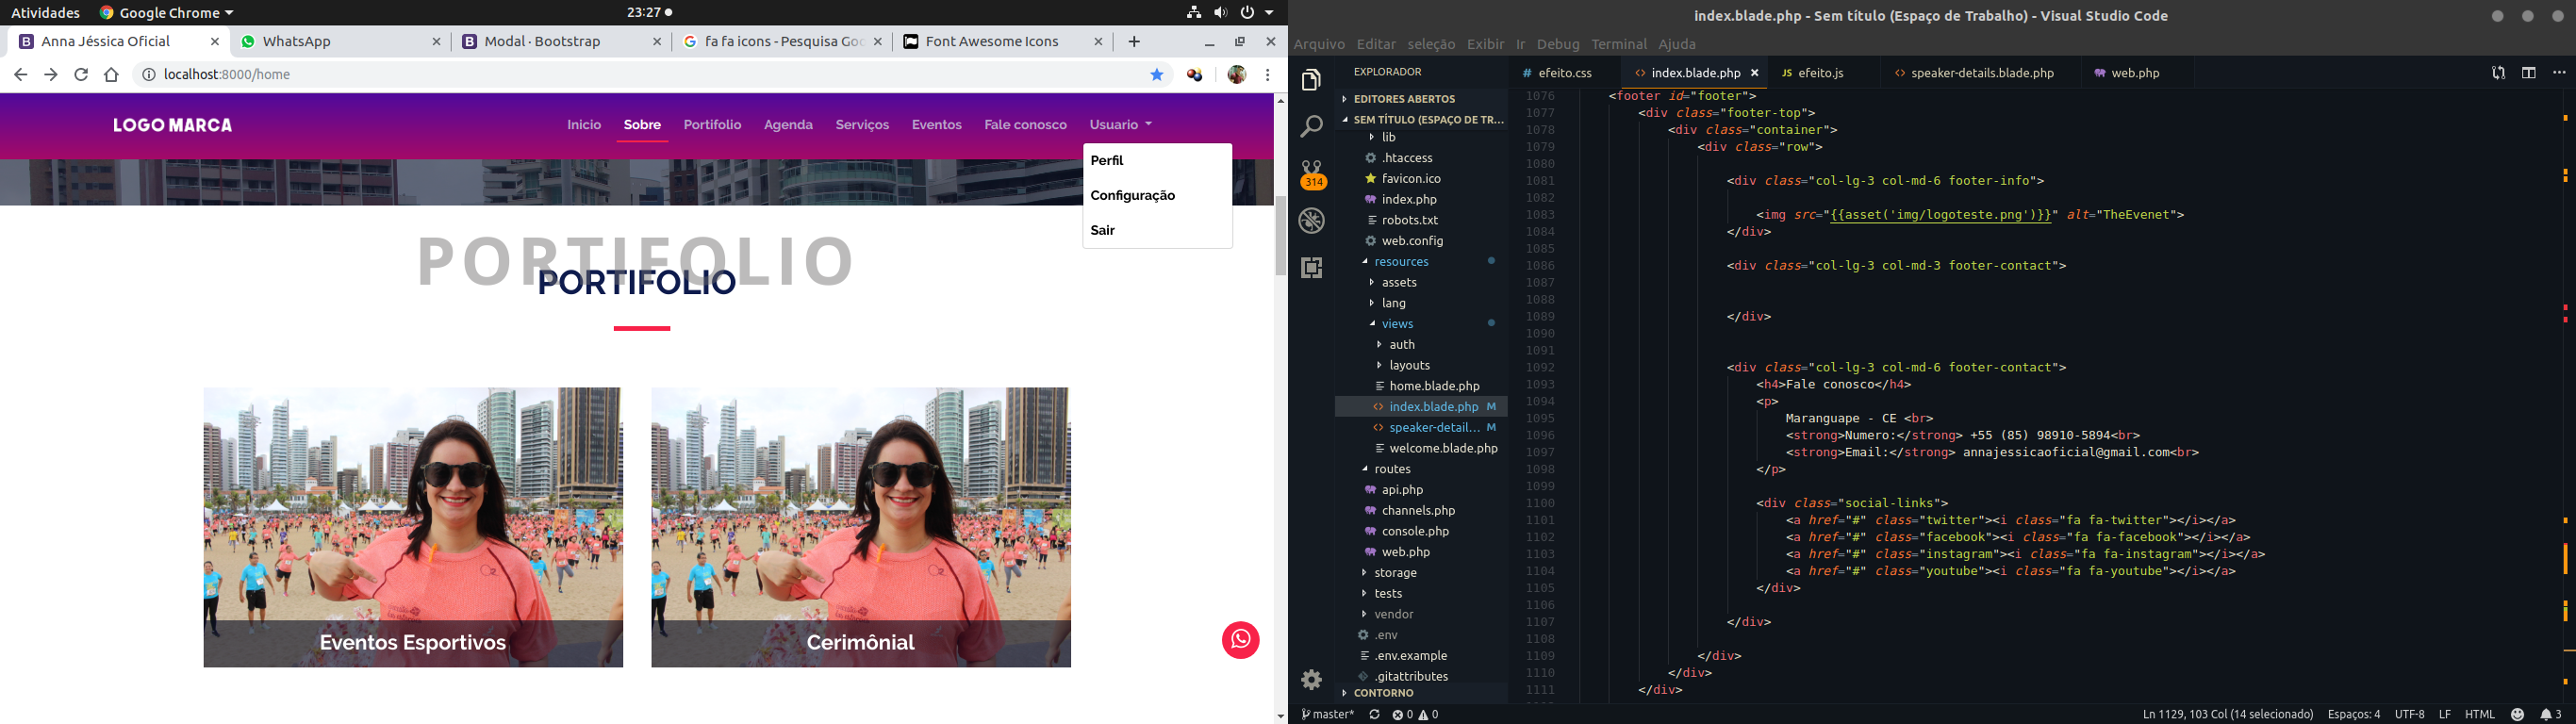 Atividades Google Chrome 23:27
Anna Jéssica Oficial WhatsApp Modal · Bootstrap fa fa icons - Pesquisa Goo Font Awesome Icons
localhost:8000/home
LOGO MARCA Inicio Sobre Portifolio Agenda Serviços Eventos Fale conosco Usuario
Perfil
Configuração
Sair
PORTIFOLIO
PORTIFOLIO
Eventos Esportivos Cerimônial
index.blade.php - Sem título (Espaço de Trabalho) - Visual Studio Code
Arquivo Editar seleção Exibir Ir Debug Terminal Ajuda
EXPLORADOR
EDITORES ABERTOS
SEM TÍTULO (ESPAÇO DE TR...
lib
.htaccess
favicon.ico
index.php
robots.txt
web.config
resources
assets
lang
views
auth
layouts
home.blade.php
index.blade.php M
speaker-detail... M
welcome.blade.php
routes
api.php
channels.php
console.php
web.php
storage
tests
vendor
.env
.env.example
.gitattributes
CONTORNO
314
# efeito.css <> index.blade.php × JS efeito.js <> speaker-details.blade.php web.php
1076 <footer id="footer">
1077 <div class="footer-top">
1078 <div class="container">
1079 <div class="row">
1080
1081 <div class="col-lg-3 col-md-6 footer-info">
1082
1083 <img src="{{asset('img/logoteste.png')}}" alt="TheEvenet">
1084 </div>
1085
1086 <div class="col-lg-3 col-md-3 footer-contact">
1087
1088
1089 </div>
1090
1091
1092 <div class="col-lg-3 col-md-6 footer-contact">
1093 <h4>Fale conosco</h4>
1094 <p>
1095 Maranguape - CE <br>
1096 <strong>Numero:</strong> +55 (85) 98910-5894<br>
1097 <strong>Email:</strong> annajessicaoficial@gmail.com<br>
1098 </p>
1099
1100 <div class="social-links">
1101 <a href="#" class="twitter"><i class="fa fa-twitter"></i></a>
1102 <a href="#" class="facebook"><i class="fa fa-facebook"></i></a>
1103 <a href="#" class="instagram"><i class="fa fa-instagram"></i></a>
1104 <a href="#" class="youtube"><i class="fa fa-youtube"></i></a>
1105 </div>
1106
1107 </div>
1108
1109 </div>
1110 </div>
1111 </div>
master* 0 0 Ln 1129, 103 Col (14 selecionado) Espaços: 4 UTF-8 LF HTML 3